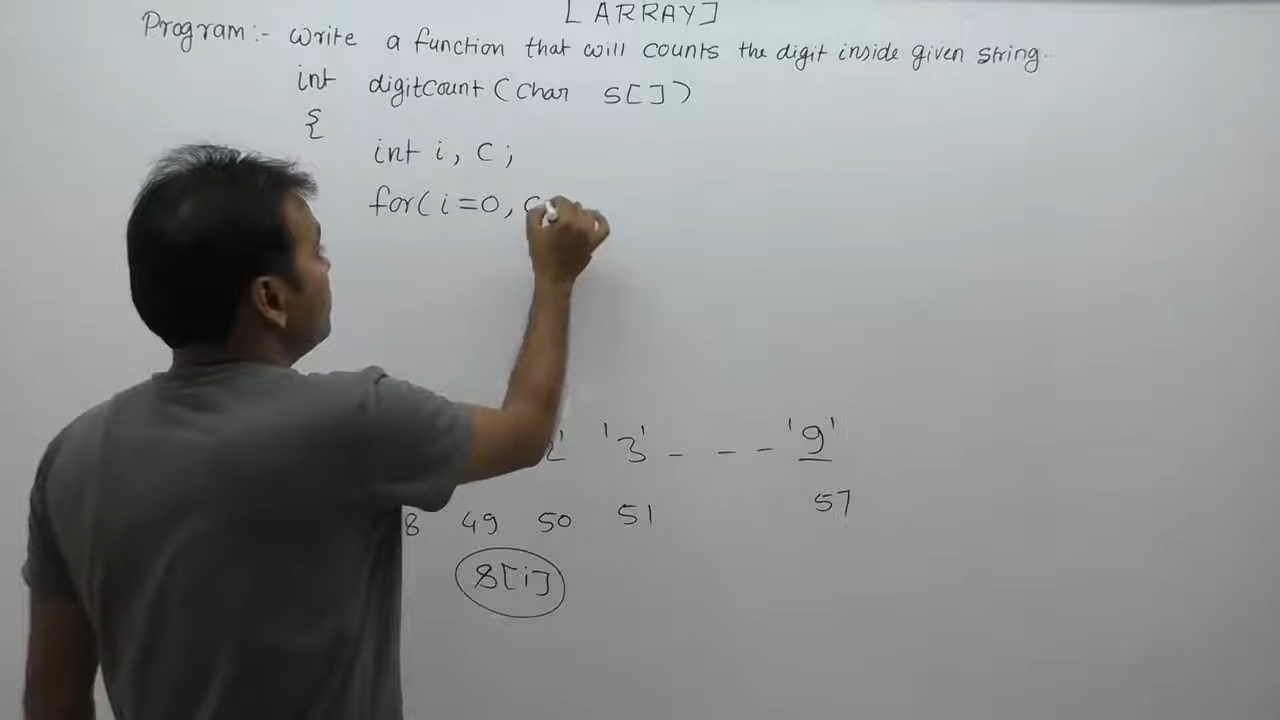 [ARRAY]
Program:- Write a function that will counts the digit inside given string.
int digitcount(char s[])
{
int i, c;
for(i=0, c
'3' - - - '9'
8 49 50 51 57
s[i]